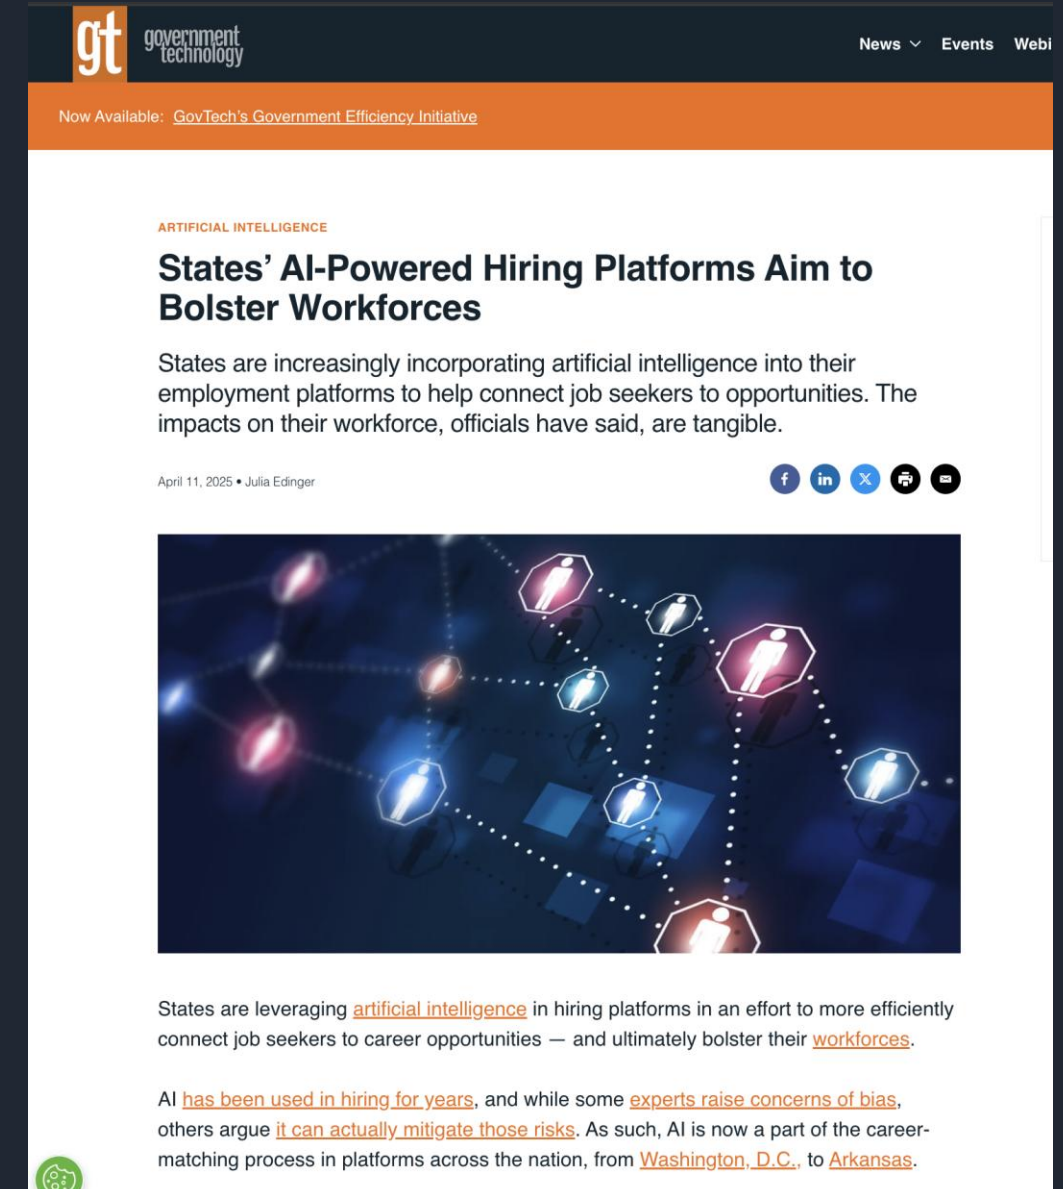 gt government
technology
News Events Webi
Now Available: GovTech's Government Efficiency Initiative
ARTIFICIAL INTELLIGENCE
States’ AI-Powered Hiring Platforms Aim to
Bolster Workforces
States are increasingly incorporating artificial intelligence into their
employment platforms to help connect job seekers to opportunities. The
impacts on their workforce, officials have said, are tangible.
April 11, 2025 • Julia Edinger
f in X
States are leveraging artificial intelligence in hiring platforms in an effort to more efficiently
connect job seekers to career opportunities — and ultimately bolster their workforces.
AI has been used in hiring for years, and while some experts raise concerns of bias,
others argue it can actually mitigate those risks. As such, AI is now a part of the career-
matching process in platforms across the nation, from Washington, D.C., to Arkansas.